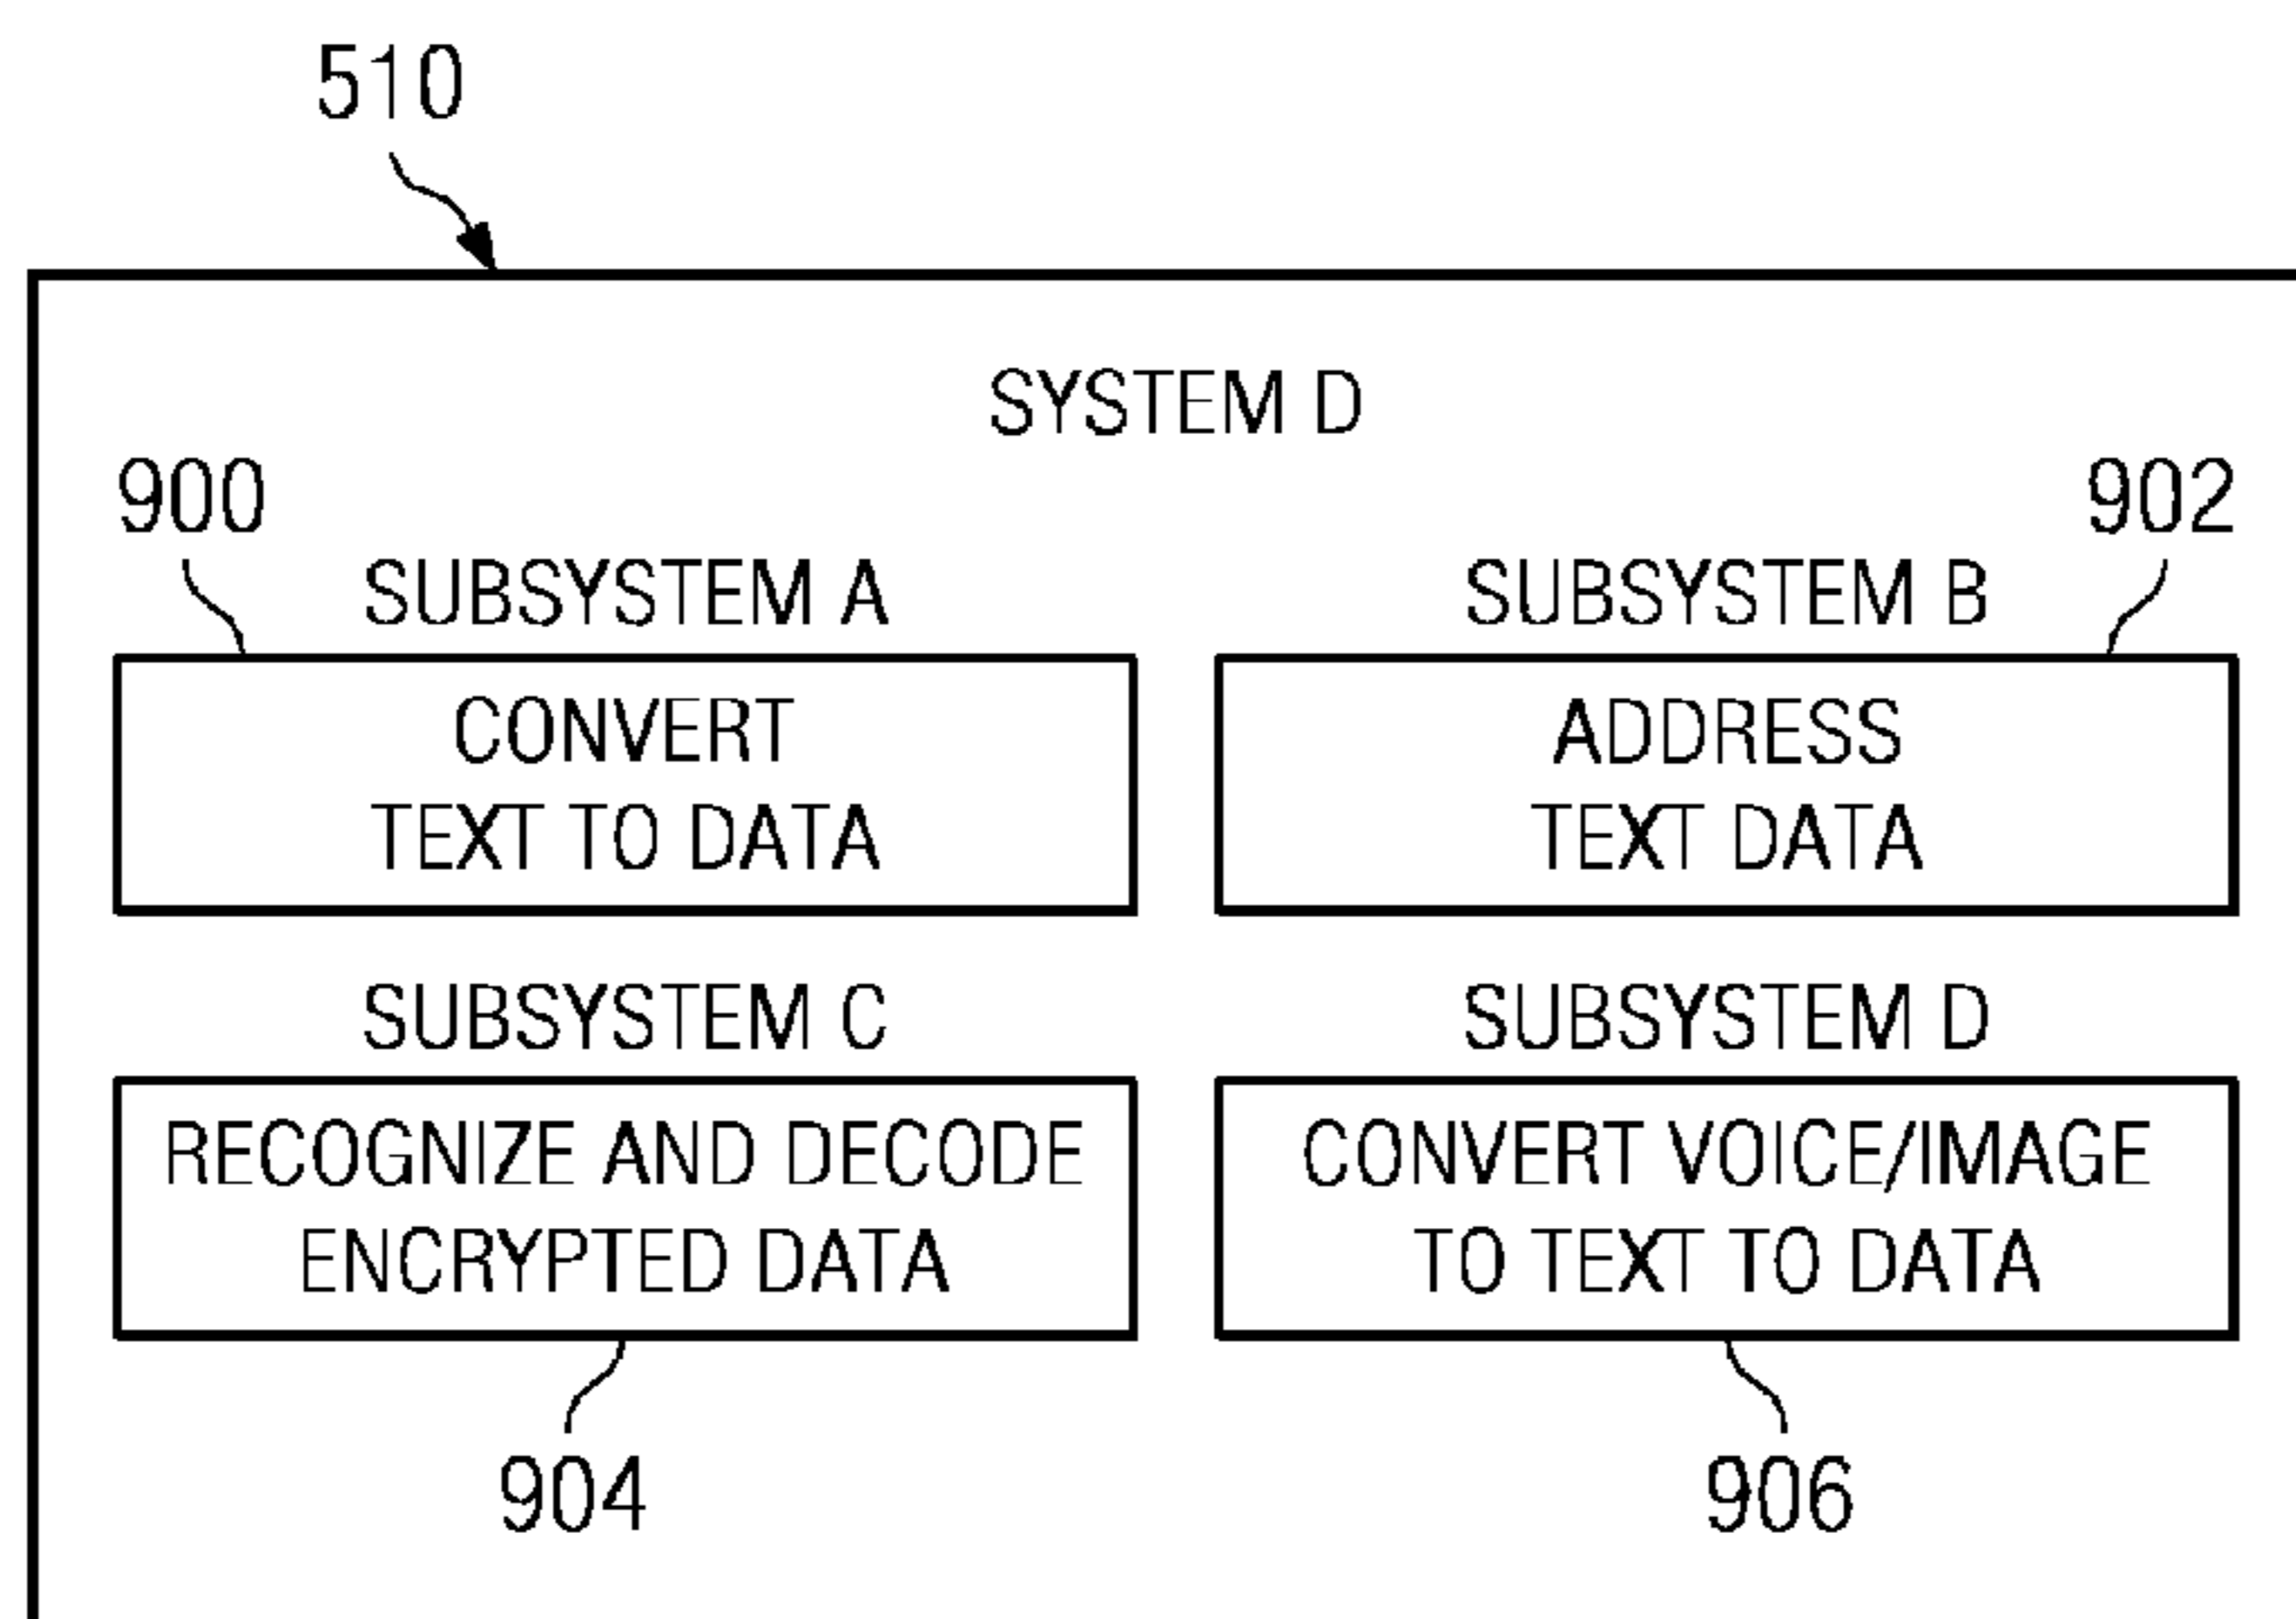 510
SYSTEM D
900
902
SUBSYSTEM A
SUBSYSTEM B
CONVERT
TEXT TO DATA
ADDRESS
TEXT DATA
SUBSYSTEM C
SUBSYSTEM D
RECOGNIZE AND DECODE
ENCRYPTED DATA
CONVERT VOICE/IMAGE
TO TEXT TO DATA
904
906